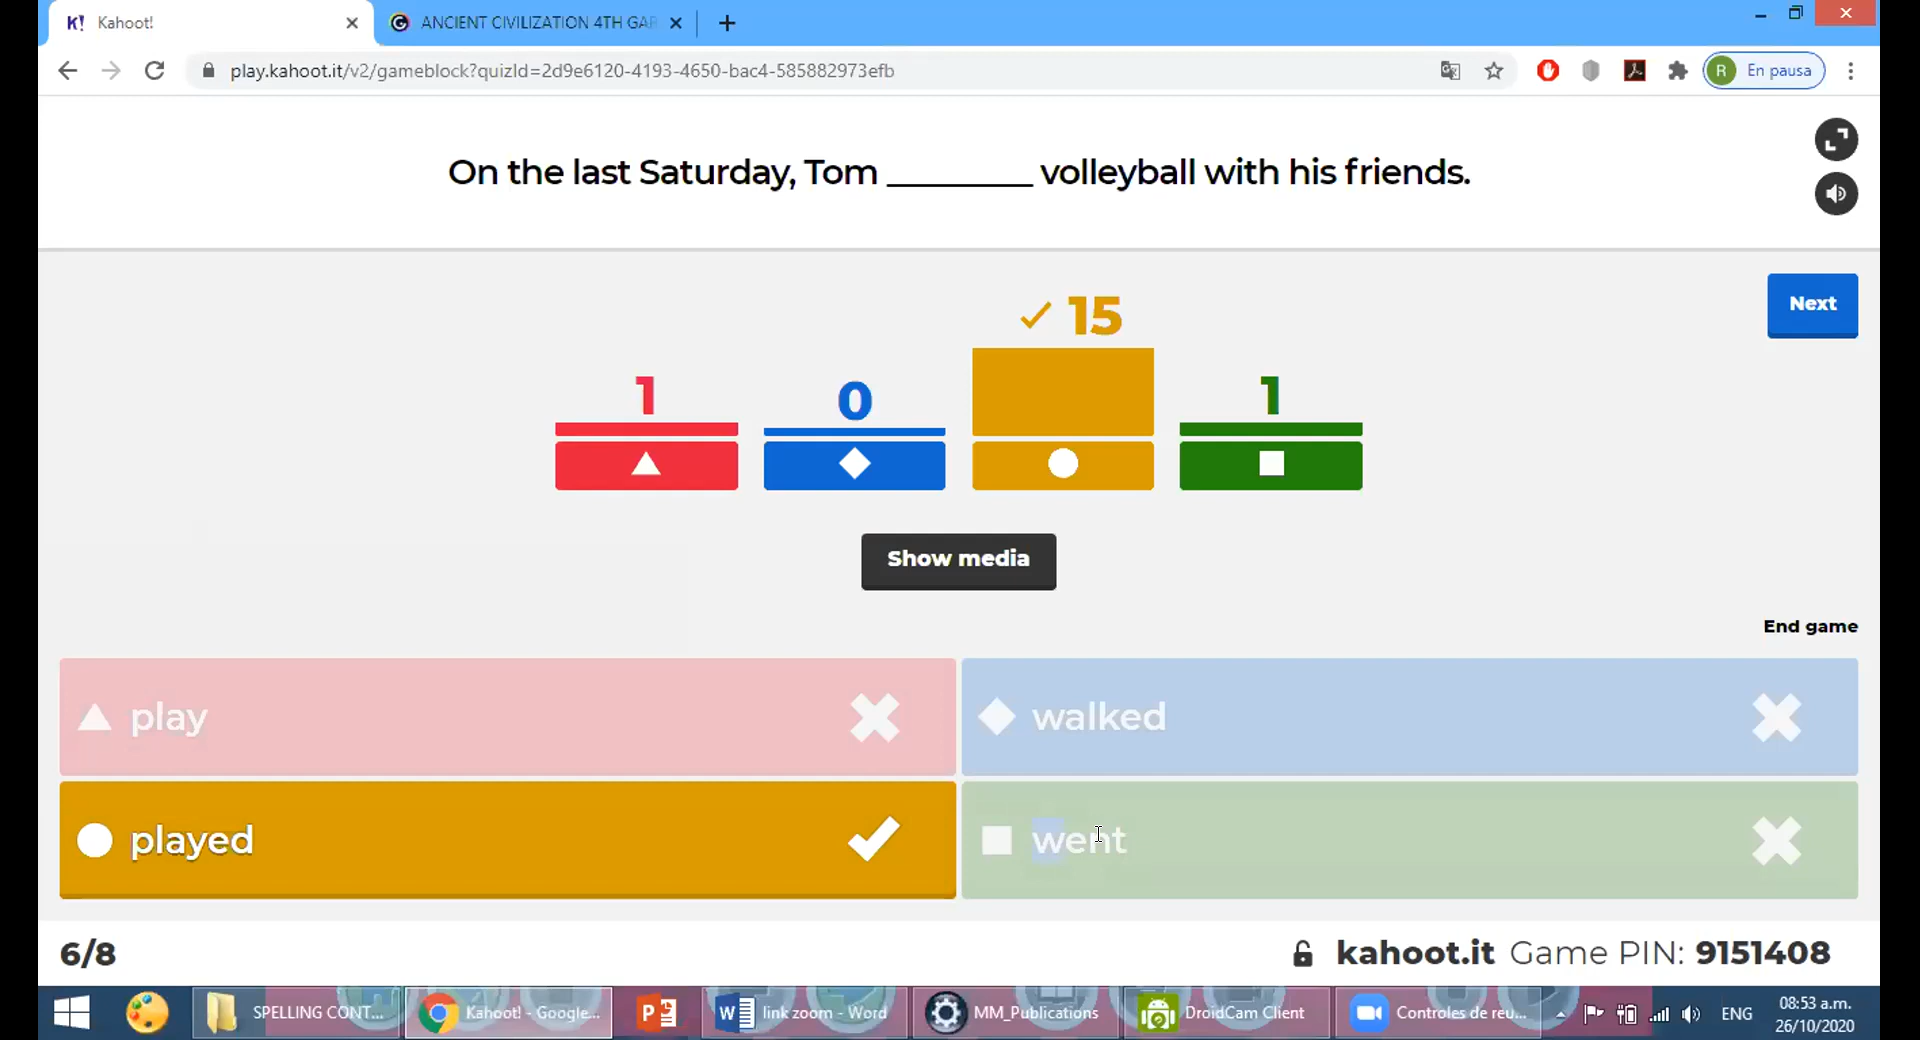 K! Kahoot!
ANCIENT CIVILIZATION 4TH GAR
play.kahoot.it/v2/gameblock?quizId=2d9e6120-4193-4650-bac4-585882973efb
R En pausa
On the last Saturday, Tom ________ volleyball with his friends.
Next
1
0
15
1
Show media
End game
play
walked
played
went
6/8
kahoot.it Game PIN: 9151408
SPELLING CONT...
Kahoot! - Google...
link zoom - Word
MM_Publications
DroidCam Client
Controles de reu...
ENG
08:53 a.m.
26/10/2020